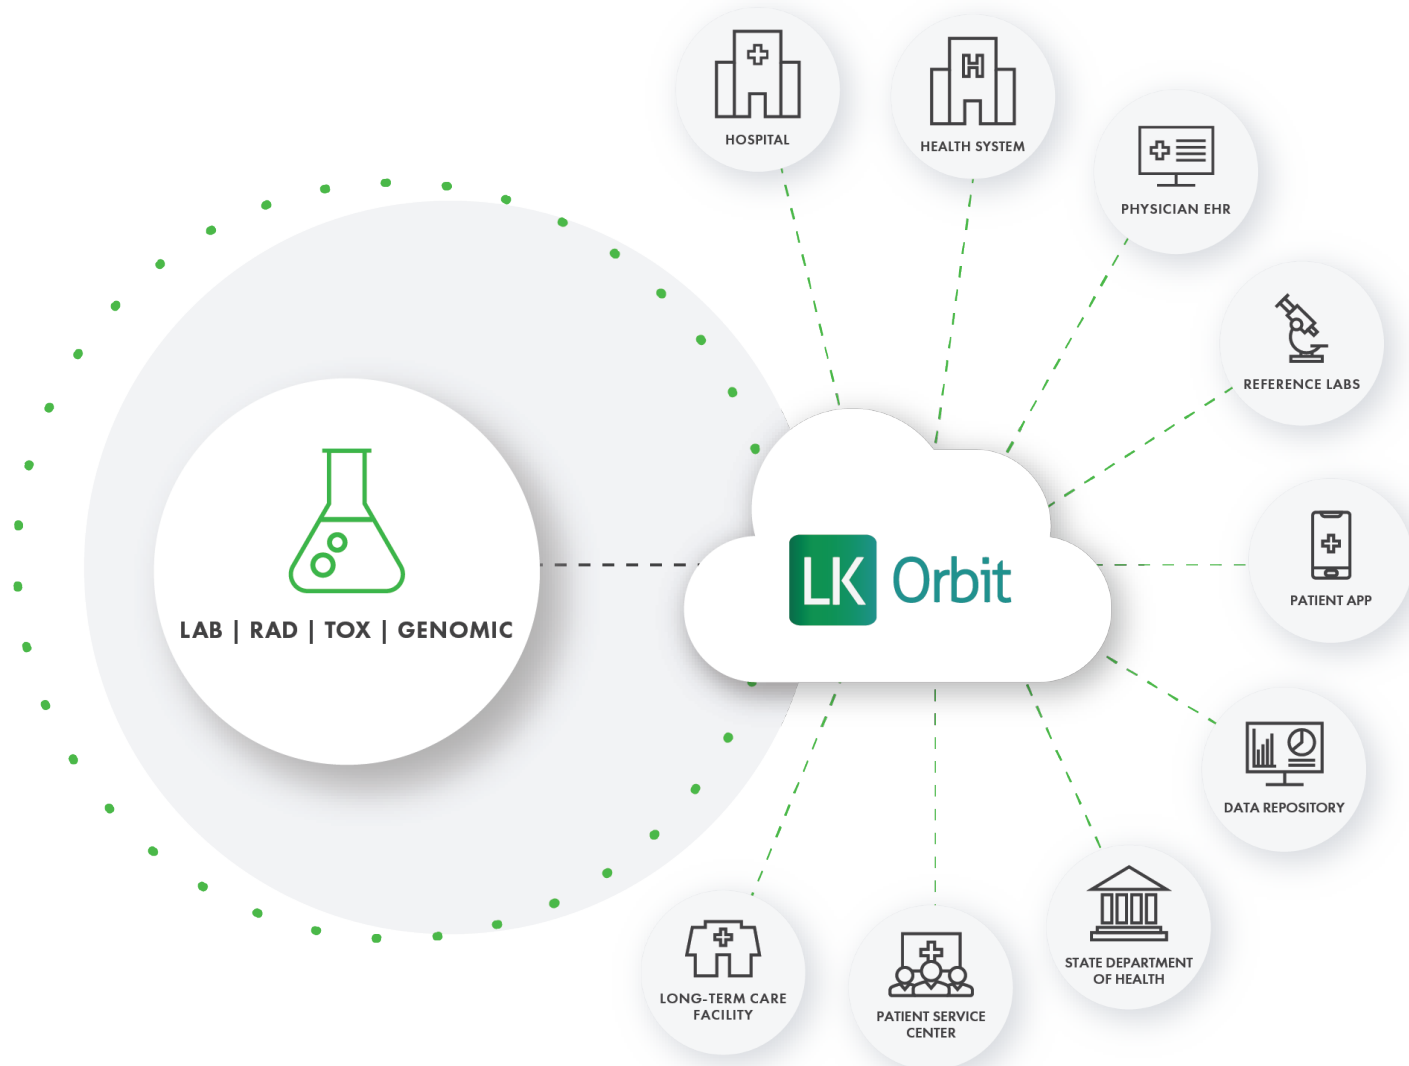 HOSPITAL
HEALTH SYSTEM
PHYSICIAN EHR
REFERENCE LABS
LK Orbit
PATIENT APP
LAB | RAD | TOX | GENOMIC
DATA REPOSITORY
STATE DEPARTMENT
OF HEALTH
LONG-TERM CARE
FACILITY
PATIENT SERVICE
CENTER